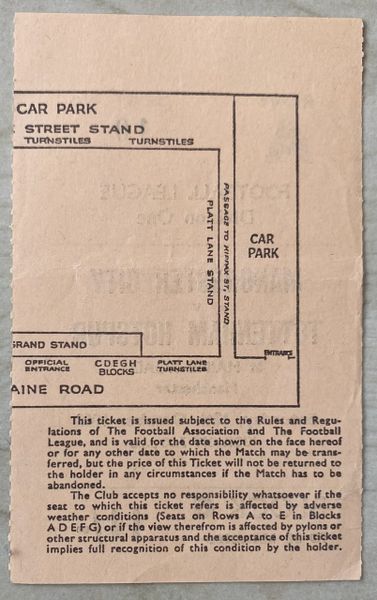 CAR PARK
STREET STAND
TURNSTILES TURNSTILES
PLATT LANE STAND
PASSAGE TO KIPPAX ST. STAND
CAR
PARK
ENTRANCE
GRAND STAND
OFFICIAL
ENTRANCE
CDEGH
BLOCKS
PLATT LANE
TURNSTILES
AINE ROAD
This ticket is issued subject to the Rules and Regu-
lations of The Football Association and The Football
League, and is valid for the date shown on the face hereof
or for any other date to which the Match may be trans-
ferred, but the price of this Ticket will not be returned to
the holder in any circumstances if the Match has to be
abandoned.
The Club accepts no responsibility whatsoever if the
seat to which this ticket refers is affected by adverse
weather conditions (Seats on Rows A to E in Blocks
A D E F G) or if the view therefrom is affected by pylons or
other structural apparatus and the acceptance of this ticket
implies full recognition of this condition by the holder.
FOOTBALL LEAGUE
MANCHESTER CITY
TOTTENHAM HOTSPUR